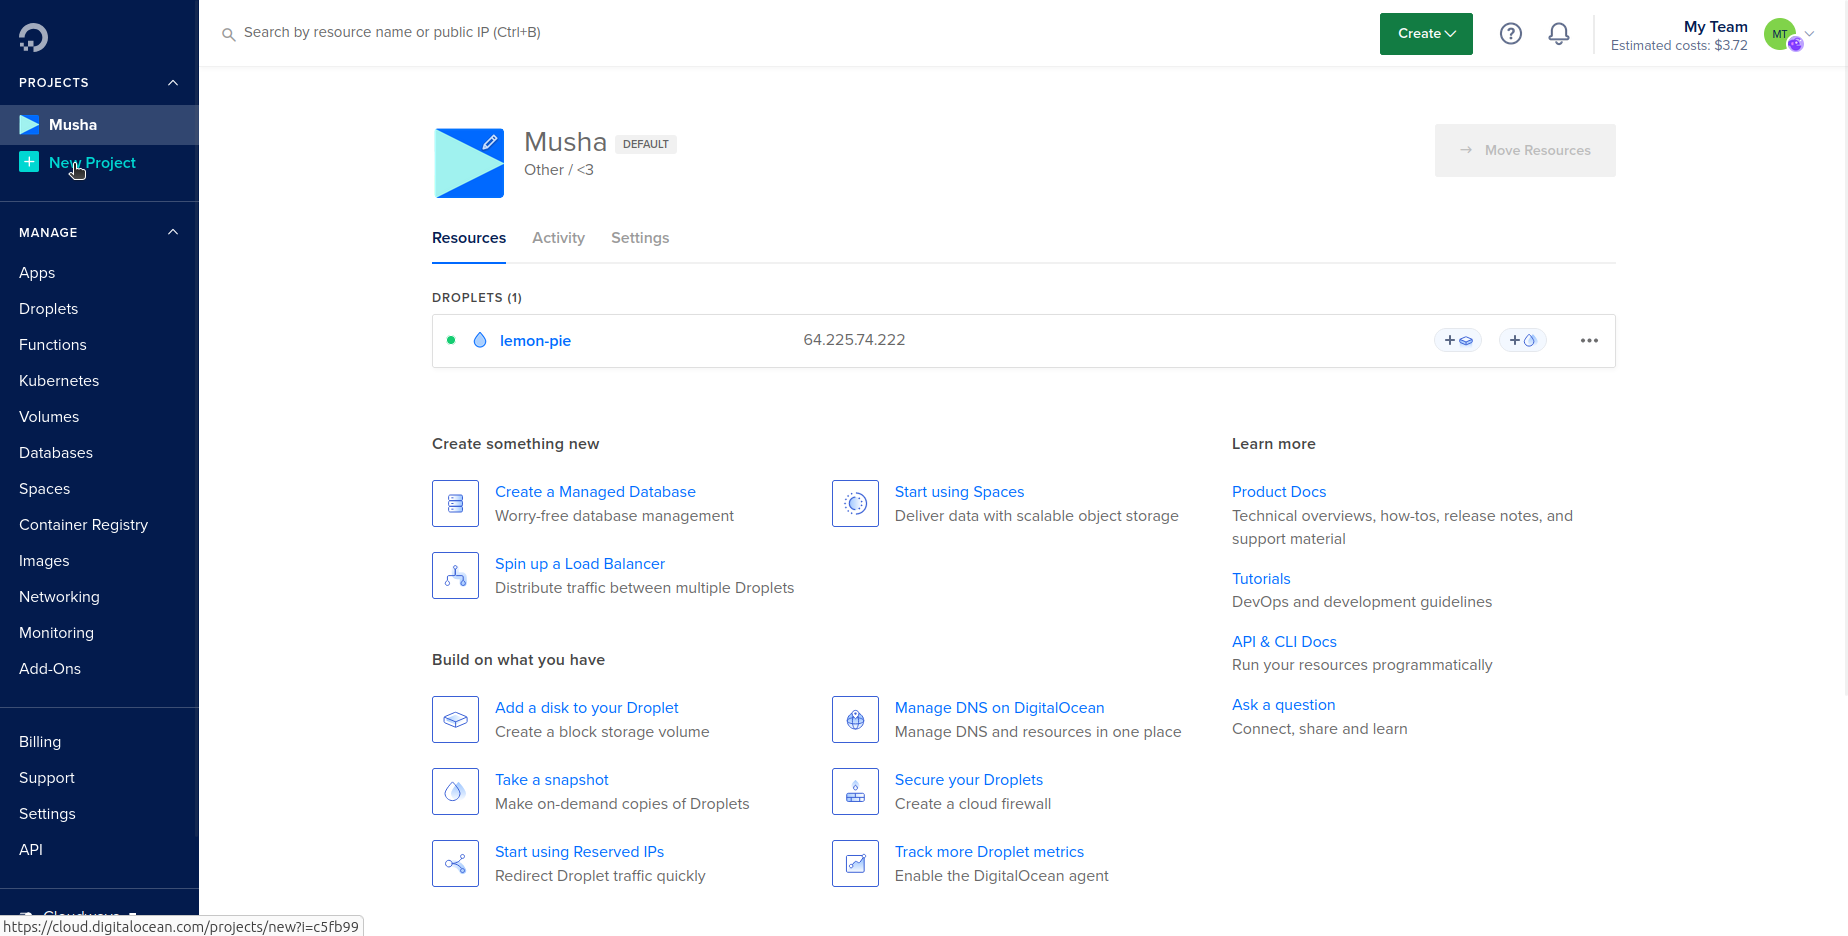 Search by resource name or public IP (Ctrl+B)
Create
My Team
Estimated costs: $3.72
MT
PROJECTS
Musha
New Project
MANAGE
Apps
Droplets
Functions
Kubernetes
Volumes
Databases
Spaces
Container Registry
Images
Networking
Monitoring
Add-Ons
Billing
Support
Settings
API
Cloudways
https://cloud.digitalocean.com/projects/new?i=c5fb99
Musha DEFAULT
Other / <3
Move Resources
Resources Activity Settings
DROPLETS (1)
lemon-pie 64.225.74.222
Create something new
Create a Managed Database
Worry-free database management
Start using Spaces
Deliver data with scalable object storage
Spin up a Load Balancer
Distribute traffic between multiple Droplets
Build on what you have
Add a disk to your Droplet
Create a block storage volume
Manage DNS on DigitalOcean
Manage DNS and resources in one place
Take a snapshot
Make on-demand copies of Droplets
Secure your Droplets
Create a cloud firewall
Start using Reserved IPs
Redirect Droplet traffic quickly
Track more Droplet metrics
Enable the DigitalOcean agent
Learn more
Product Docs
Technical overviews, how-tos, release notes, and
support material
Tutorials
DevOps and development guidelines
API & CLI Docs
Run your resources programmatically
Ask a question
Connect, share and learn